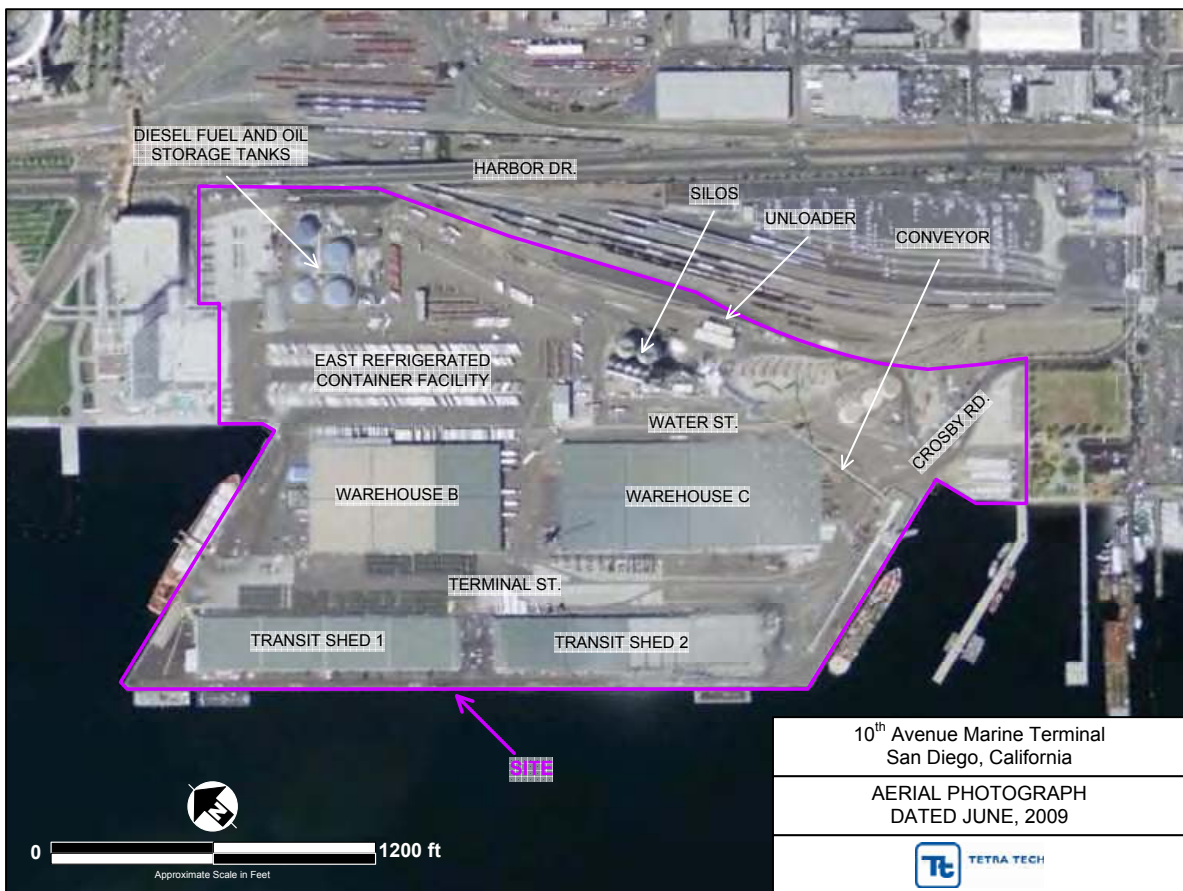 DIESEL FUEL AND OIL
STORAGE TANKS
HARBOR DR.
SILOS
UNLOADER
CONVEYOR
EAST REFRIGERATED
CONTAINER FACILITY
WATER ST.
CROSBY RD.
WAREHOUSE B
WAREHOUSE C
TERMINAL ST.
TRANSIT SHED 1
TRANSIT SHED 2
SITE
10th Avenue Marine Terminal
San Diego, California
AERIAL PHOTOGRAPH
DATED JUNE, 2009
Tt TETRA TECH
N
0 1200 ft
Approximate Scale in Feet